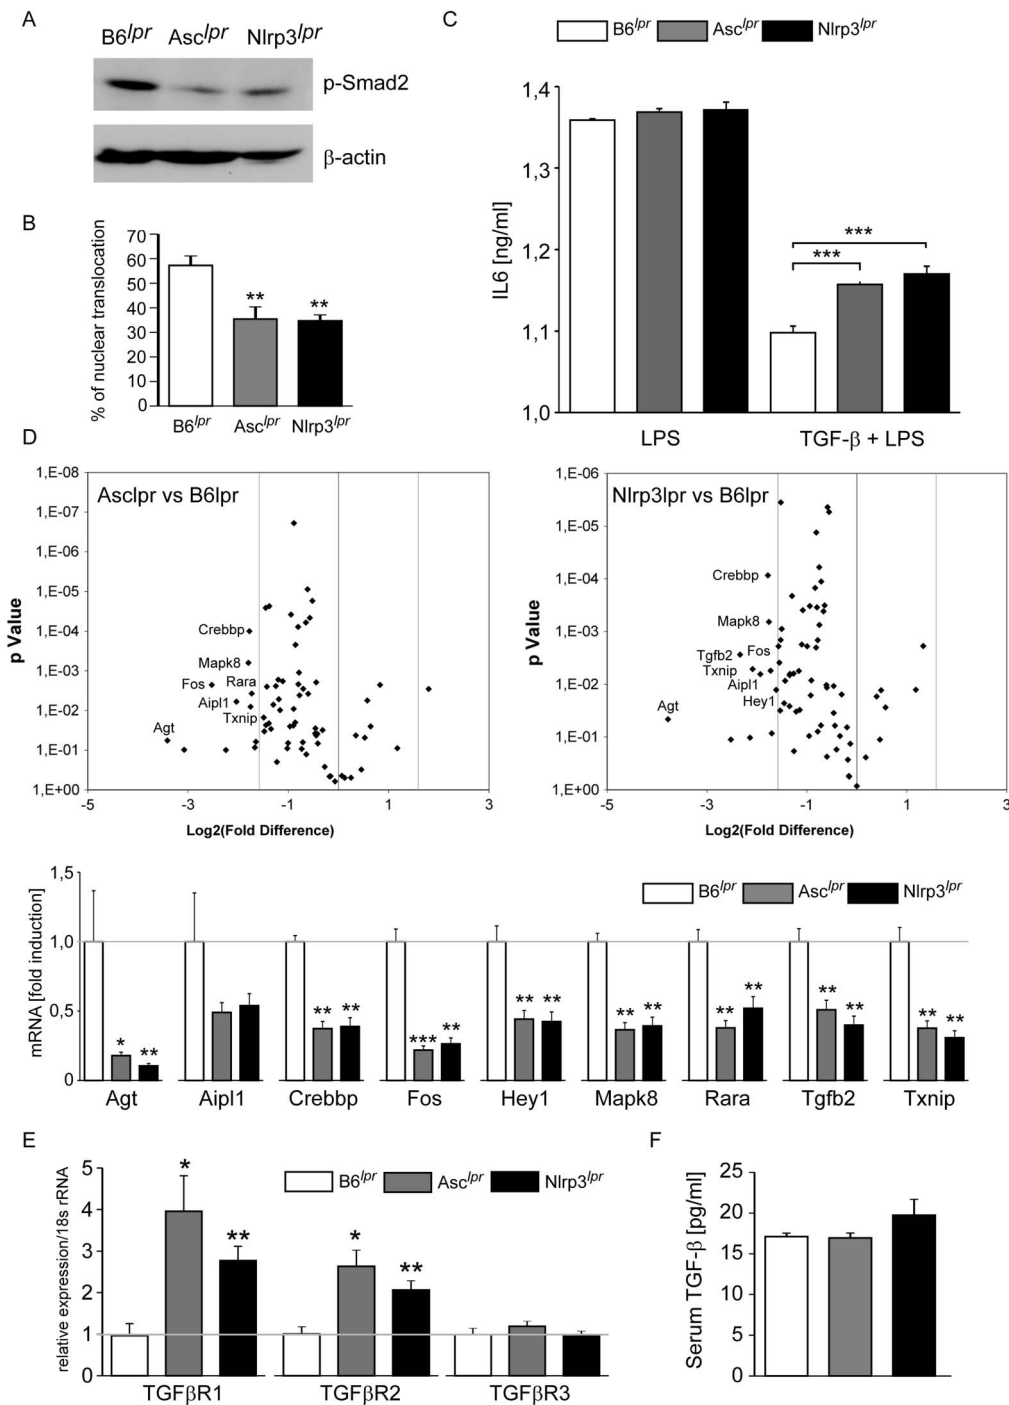 A
B6lpr Asclpr Nlrp3lpr
p-Smad2
β-actin
B
% of nuclear translocation
70
60
50
40
30
20
60
10
0
** **
B6lpr Asclpr Nlrp3lpr
C
B6lpr Asclpr Nlrp3lpr
IL6 [ng/ml]
1,4
1,3
1,2
1,1
1,0
***
***
LPS TGF-β + LPS
D
Asclpr vs B6lpr
p Value
1,E-08
1,E-07
1,E-06
1,E-05
1,E-04
1,E-03
1,E-02
1,E-01
1,E+00
Crebbp
Mapk8
Fos Rara
Aipl1
Txnip
Agt
-5 -3 -1 1 3
Log2(Fold Difference)
Nlrp3lpr vs B6lpr
p Value
1,E-06
1,E-05
1,E-04
1,E-03
1,E-02
1,E-01
1,E+00
Crebbp
Mapk8
Tgfb2 Fos
Txnip
Aipl1
Hey1
Agt
-5 -3 -1 1 3
Log2(Fold Difference)
mRNA [fold induction]
1,5
1,0
0,5
0
B6lpr Asclpr Nlrp3lpr
* ** ** ** *** ** ** ** ** ** ** ** ** ** ** **
Agt Aipl1 Crebbp Fos Hey1 Mapk8 Rara Tgfb2 Txnip
E
relative expression/18s rRNA
5
4
3
2
1
0
B6lpr Asclpr Nlrp3lpr
* ** * **
TGFβR1 TGFβR2 TGFβR3
F
Serum TGF-β [pg/ml]
25
20
15
10
5
0